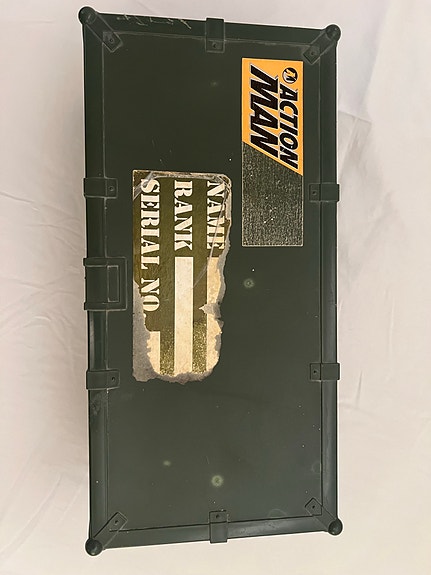 ACTION
MAN
NAME
RANK
SERIAL NO